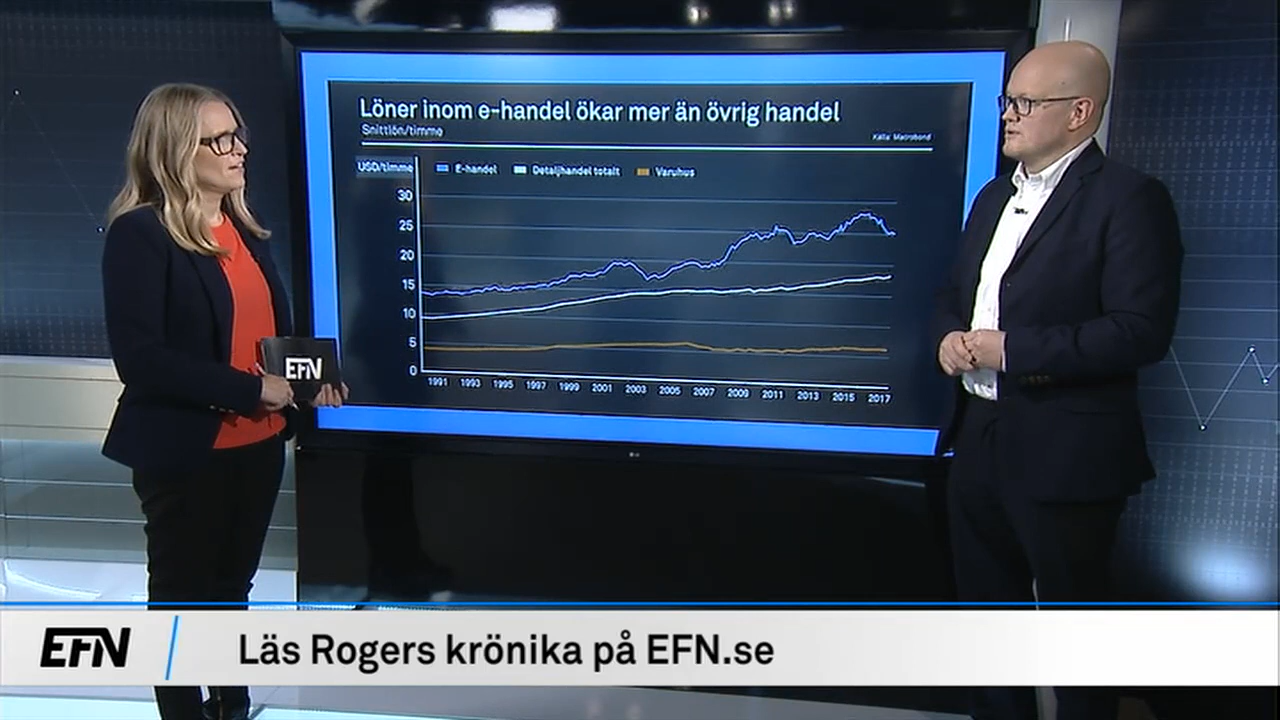 Löner inom e-handel ökar mer än övrig handel
Snittlön/timme
Källa: Macrobond
USD/timme
E-handel
Detaljhandel totalt
Varuhus
30
25
20
15
10
5
0
1991 1993 1995 1997 1999 2001 2003 2005 2007 2009 2011 2013 2015 2017
EFN
LG
EFN
Läs Rogers krönika på EFN.se